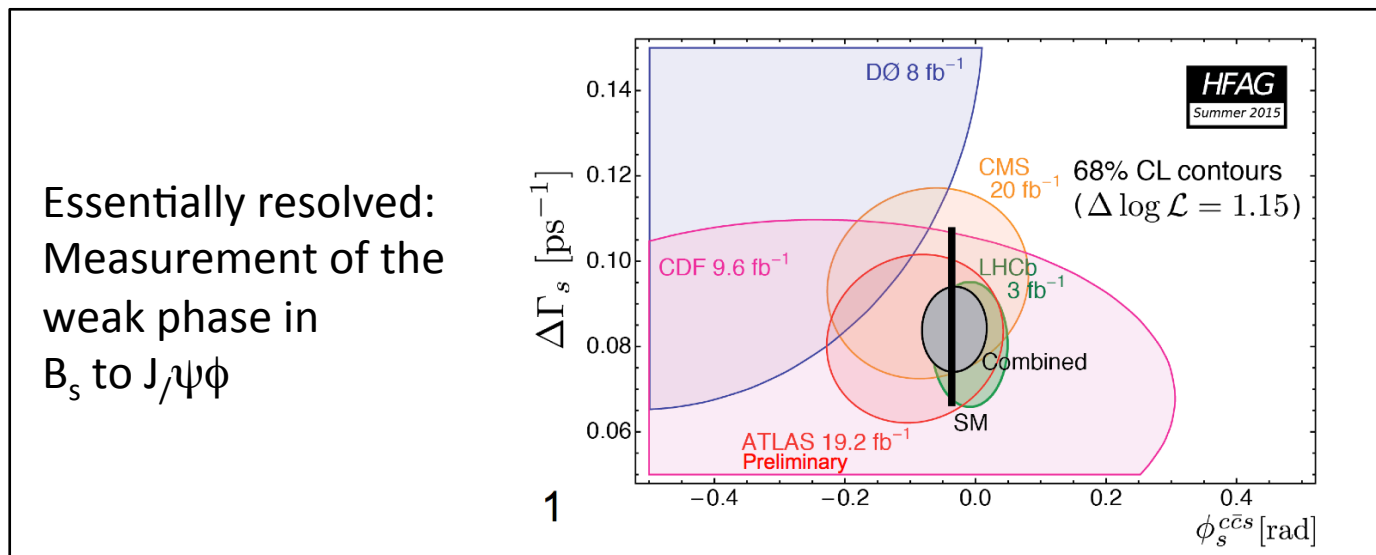 Essentially resolved:
Measurement of the
weak phase in
Bₛ to J/ψϕ
HFAG
Summer 2015
DØ 8 fb⁻¹
CMS
20 fb⁻¹
68% CL contours
(Δ log ℒ = 1.15)
CDF 9.6 fb⁻¹
LHCb
3 fb⁻¹
Combined
SM
ATLAS 19.2 fb⁻¹
Preliminary
ΔΓₛ [ps⁻¹]
0.14
0.12
0.10
0.08
0.06
−0.4
−0.2
0.0
0.2
0.4
ϕₛᶜᶜ̄ˢ [rad]
1